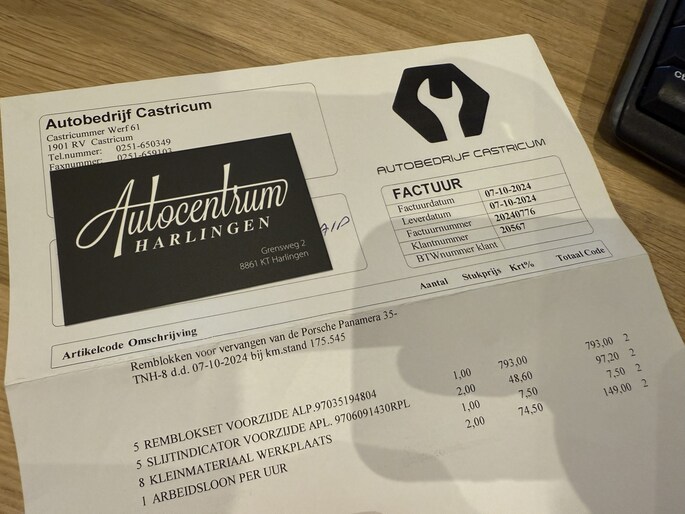 Autobedrijf Castricum
Castricummer Werf 61
1901 RV Castricum
Tel.nummer: 0251-650349
Faxnummer: 0251-659103
AUTOBEDRIJF CASTRICUM
Autocentrum
HARLINGEN
Grensweg 2
8861 KT Harlingen
FACTUUR
Factuurdatum 07-10-2024
Leverdatum 07-10-2024
Factuurnummer 20240776
Klantnummer 20567
BTWnummer klant
Artikelcode Omschrijving Aantal Stukprijs Krt% Totaal Code
Remblokken voor vervangen van de Porsche Panamera 35-
TNH-8 d.d. 07-10-2024 bij km.stand 175.545
5 REMBLOKSET VOORZIJDE ALP.97035194804 1,00 793,00 793,00 2
5 SLIJTINDICATOR VOORZIJDE APL. 9706091430RPL 2,00 48,60 97,20 2
8 KLEINMATERIAAL WERKPLAATS 1,00 7,50 7,50 2
1 ARBEIDSLOON PER UUR 2,00 74,50 149,00 2